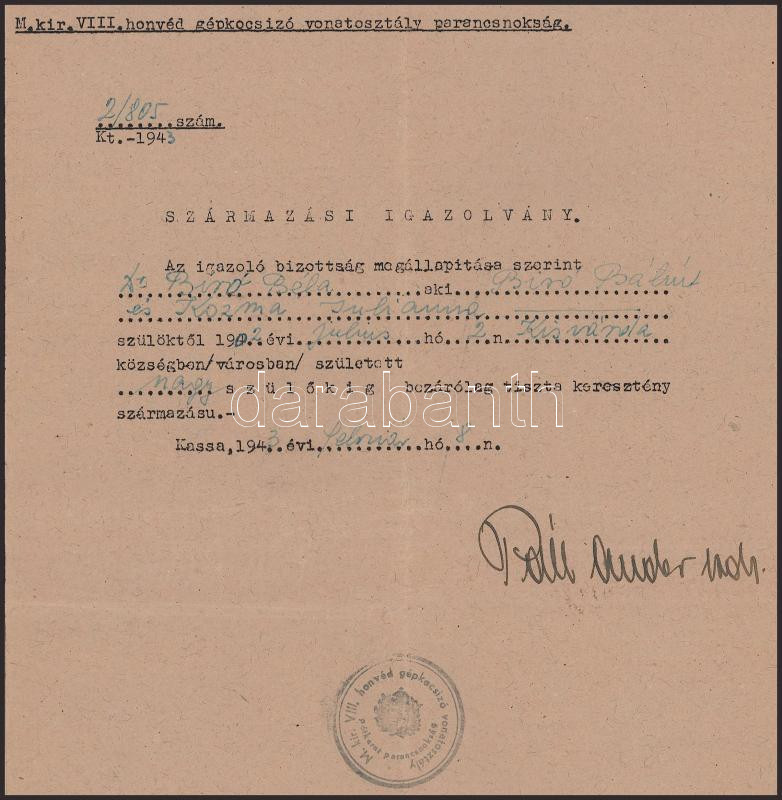 M.kir.VIII.honvéd gépkocsizó vonatosztály parancsnokság.
2/805 szám.
Kt.-1943
SZÁRMAZÁSI IGAZOLVÁNY.
Az igazoló bizottság megállapitása szerint
Dr Biró Béla aki Biró Bálint
és Kozma Julianna
szülöktől 1902 évi julius hó 2 n. Kisvárda
községben/városban/ született
nagy szülőkig bezárólag tiszta keresztény
származásu.-
Kassa,1943 évi február hó 8 n.
darabanth
M. kir. VIII. honvéd gépkocsizó vonatosztály
parancsnokság